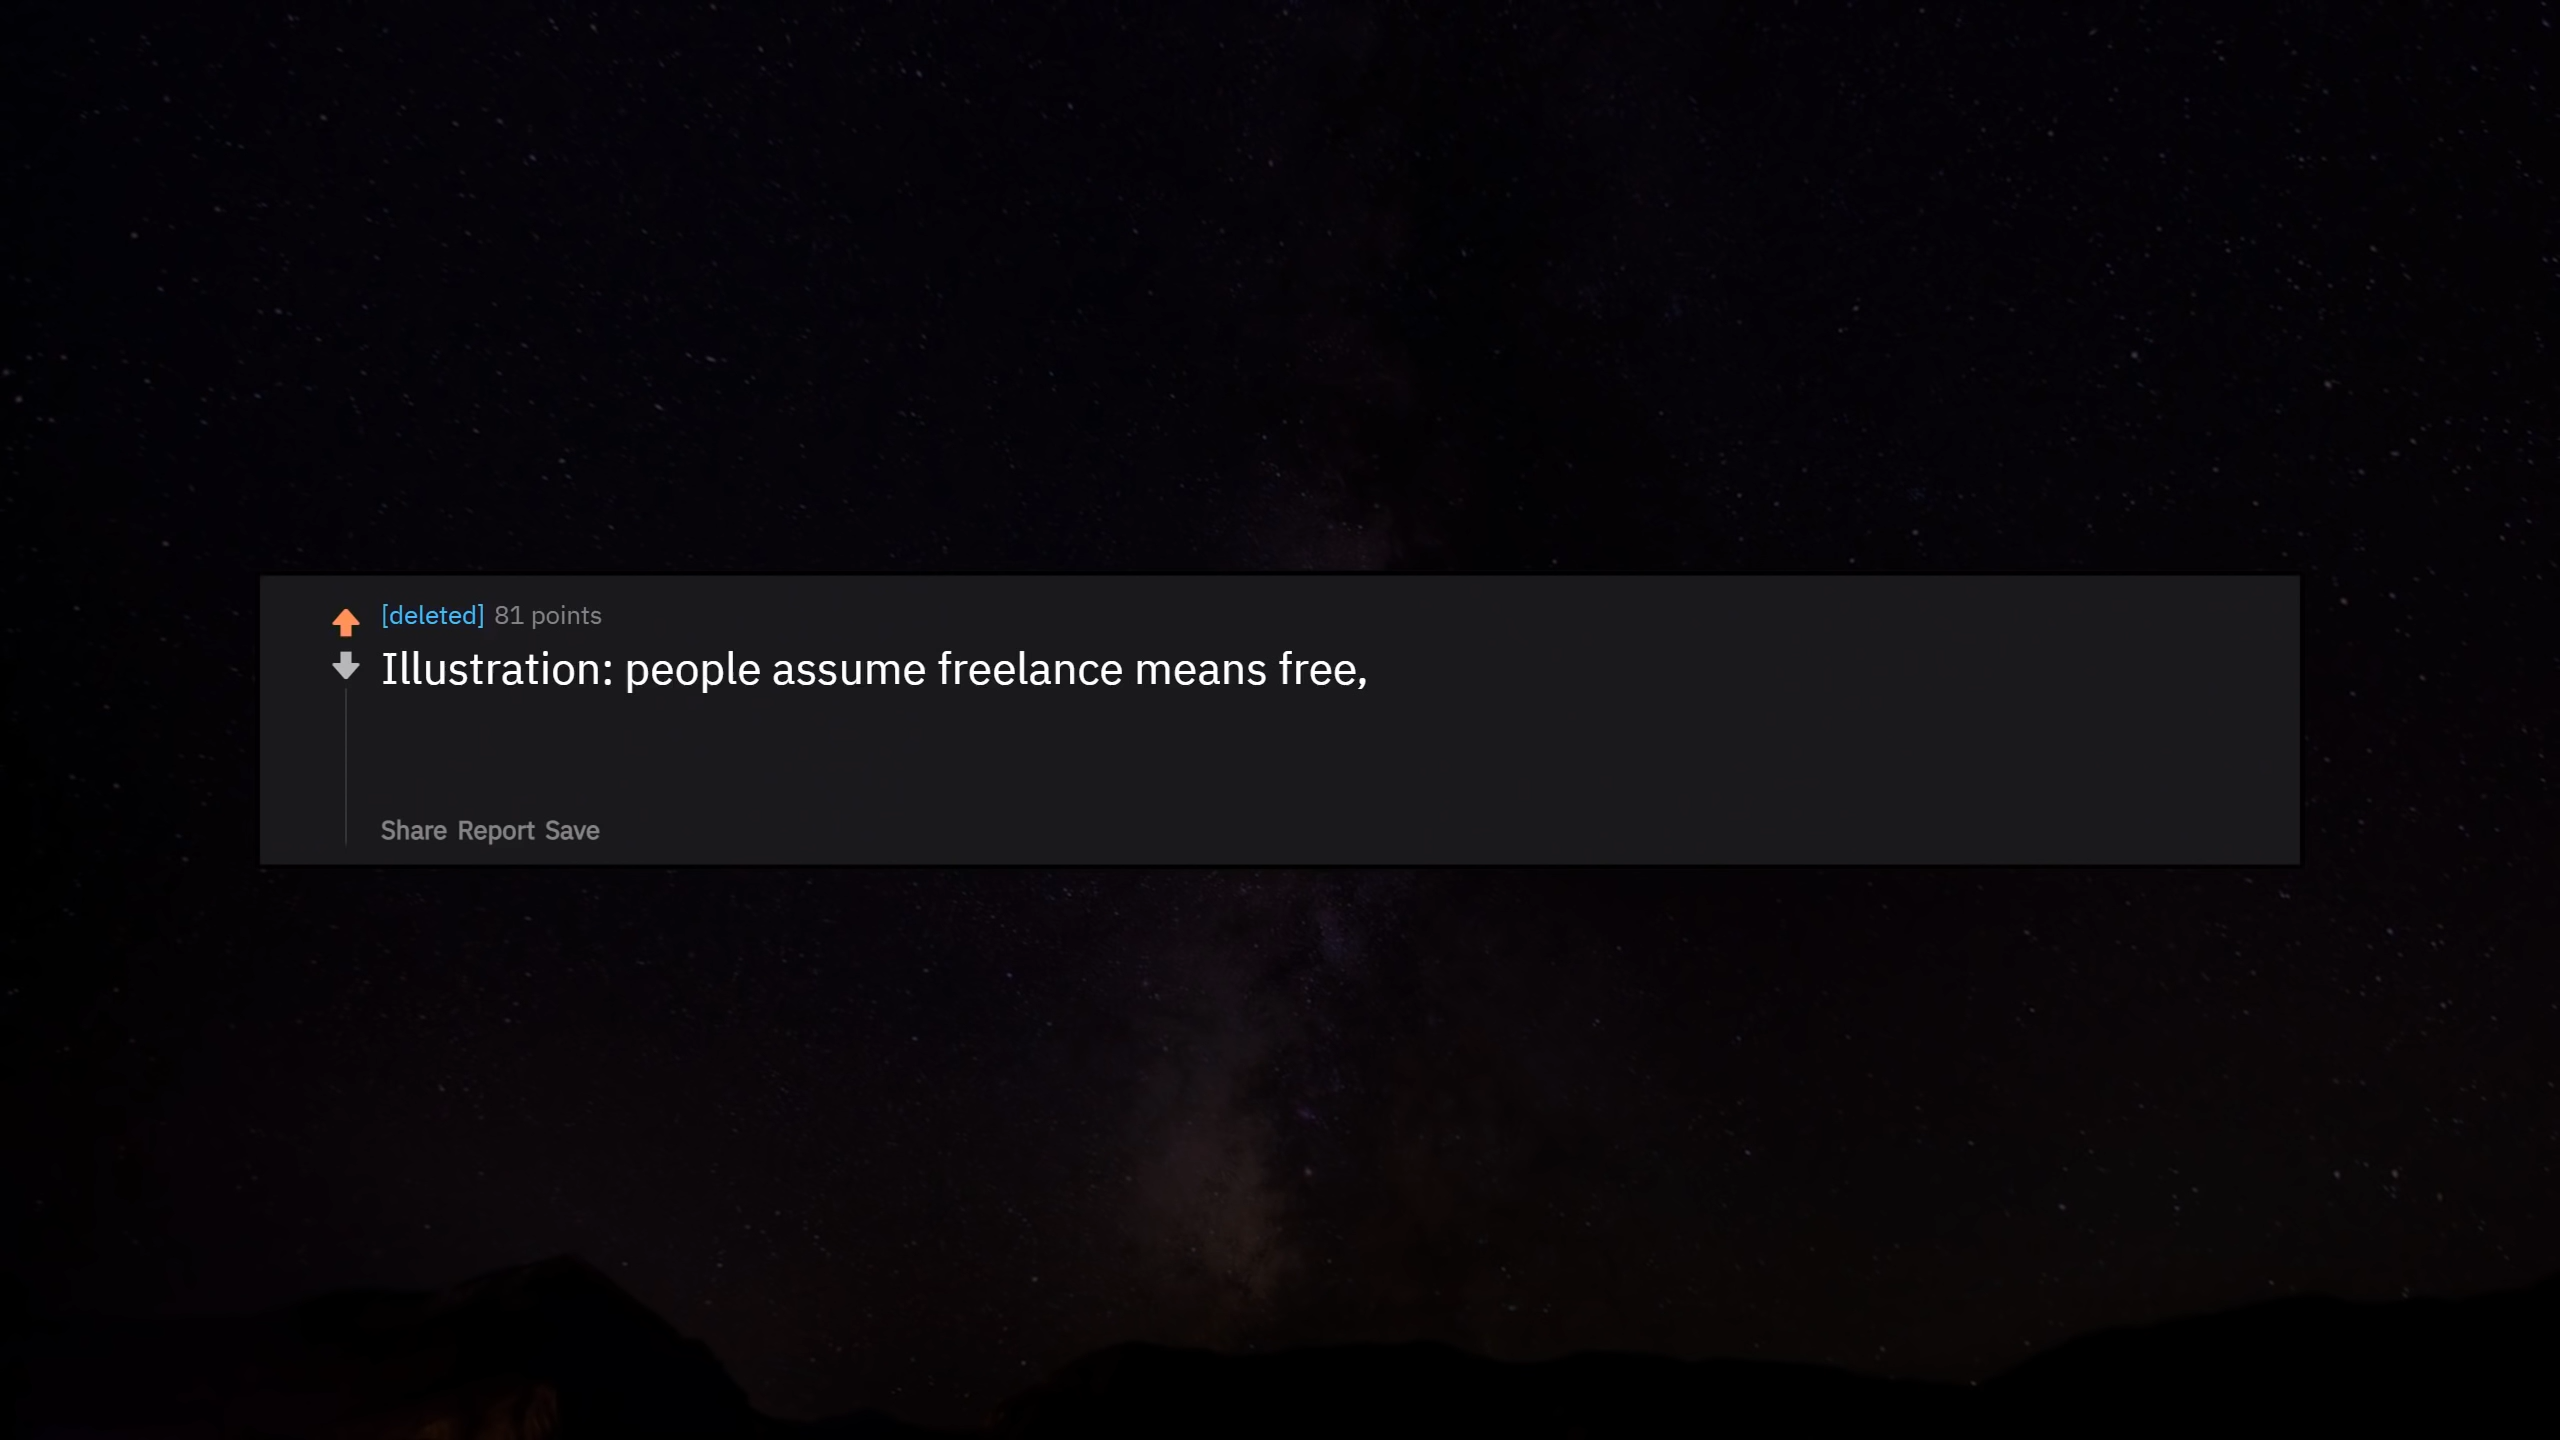 [deleted] 81 points
Illustration: people assume freelance means free,
Share Report Save